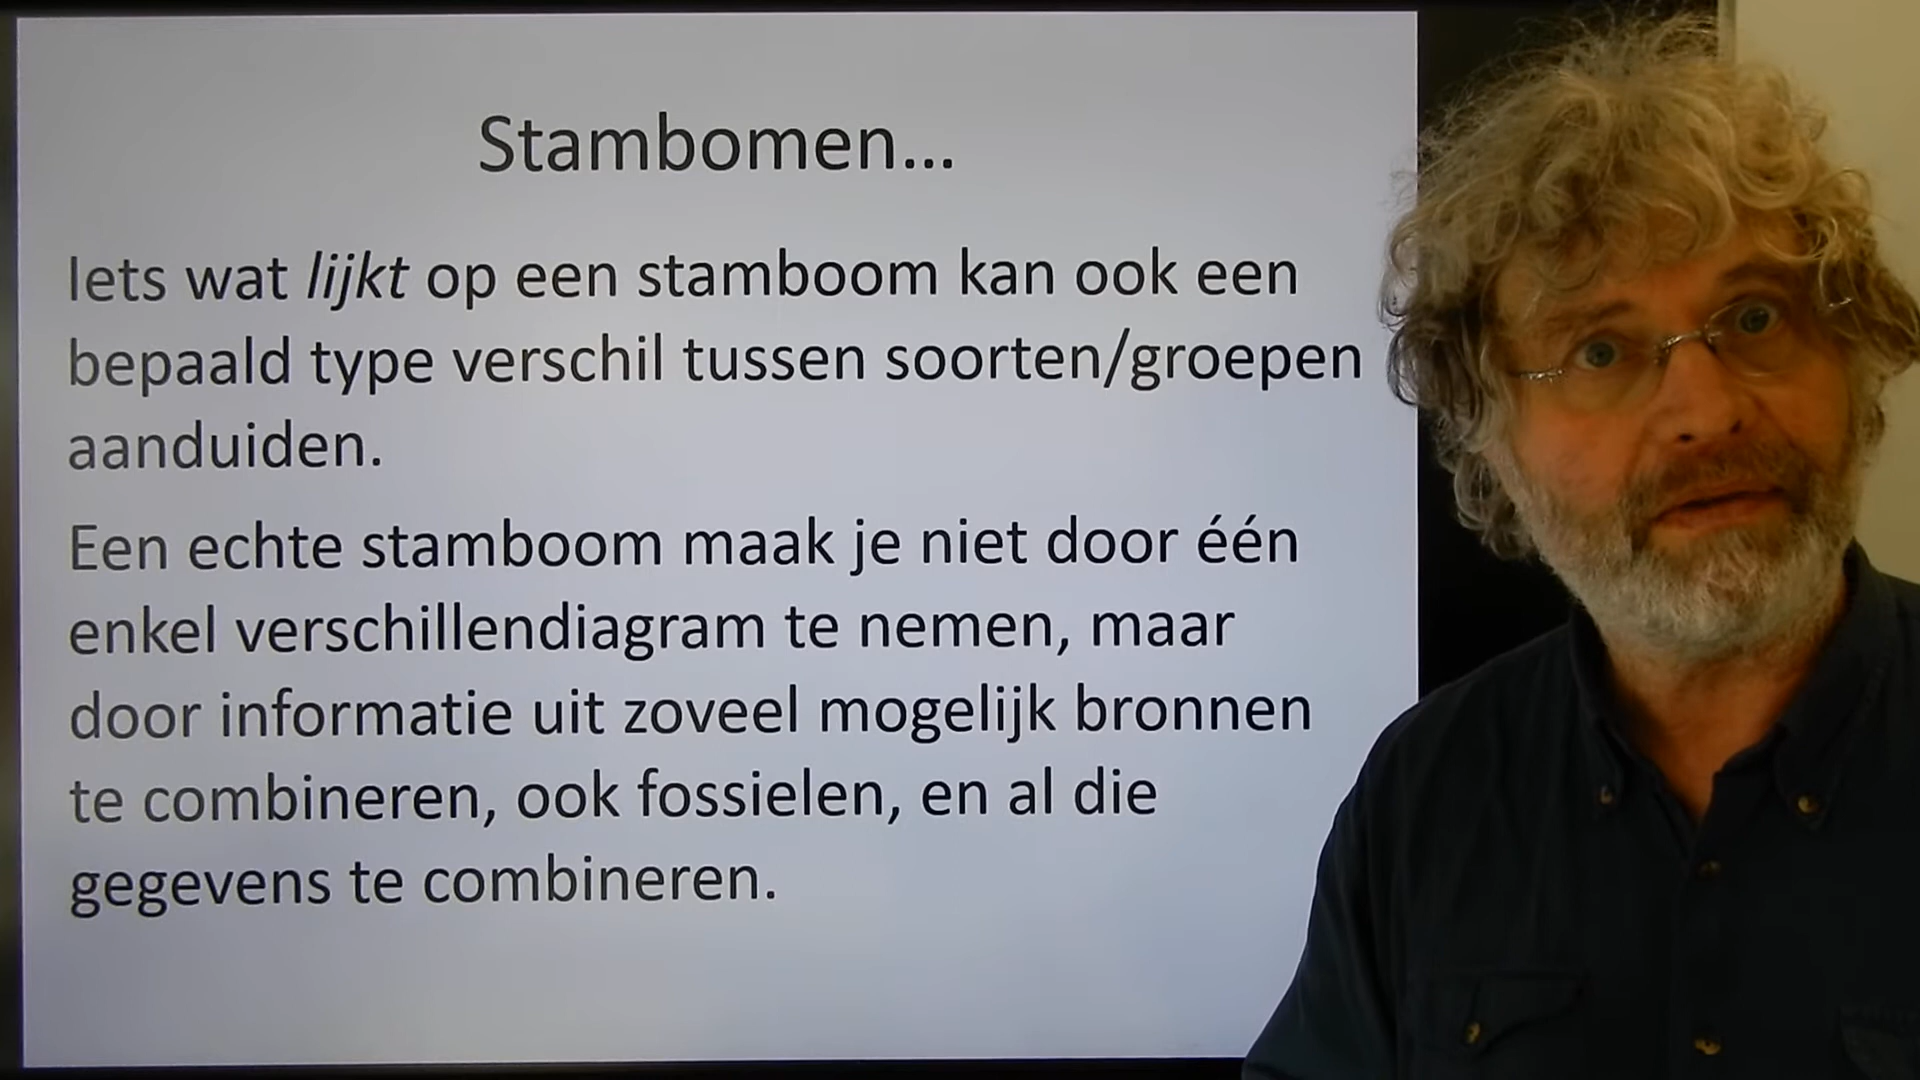 Stambomen...
Iets wat lijkt op een stamboom kan ook een
bepaald type verschil tussen soorten/groepen
aanduiden.
Een echte stamboom maak je niet door één
enkel verschillendiagram te nemen, maar
door informatie uit zoveel mogelijk bronnen
te combineren, ook fossielen, en al die
gegevens te combineren.